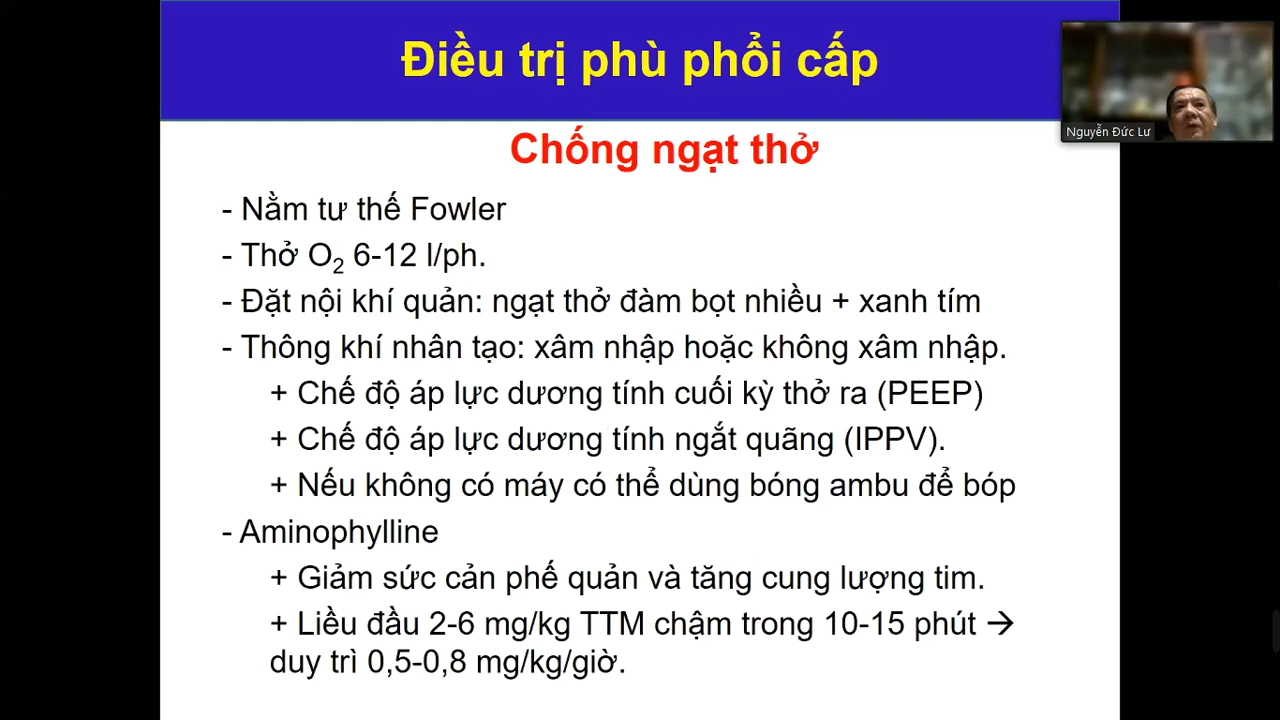 Điều trị phù phổi cấp
Nguyễn Đức Lư
Chống ngạt thở
- Nằm tư thế Fowler
- Thở O₂ 6-12 l/ph.
- Đặt nội khí quản: ngạt thở đàm bọt nhiều + xanh tím
- Thông khí nhân tạo: xâm nhập hoặc không xâm nhập.
+ Chế độ áp lực dương tính cuối kỳ thở ra (PEEP)
+ Chế độ áp lực dương tính ngắt quãng (IPPV).
+ Nếu không có máy có thể dùng bóng ambu để bóp
- Aminophylline
+ Giảm sức cản phế quản và tăng cung lượng tim.
+ Liều đầu 2-6 mg/kg TTM chậm trong 10-15 phút →
duy trì 0,5-0,8 mg/kg/giờ.